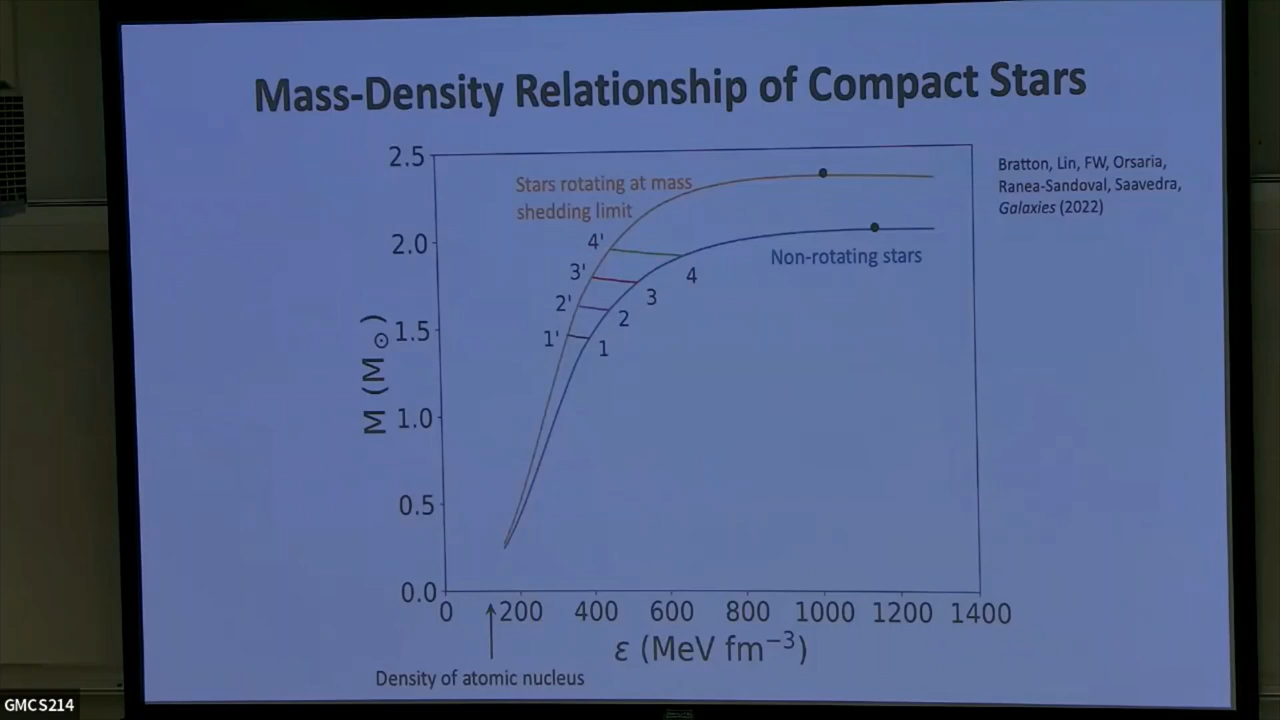 Mass-Density Relationship of Compact Stars
Bratton, Lin, FW, Orsaria,
Ranea-Sandoval, Saavedra,
Galaxies (2022)
2.5
2.0
1.5
1.0
0.5
0.0
M (M☉)
Stars rotating at mass
shedding limit
Non-rotating stars
4'
4
3'
3
2'
2
1'
1
0 200 400 600 800 1000 1200 1400
ε (MeV fm⁻³)
Density of atomic nucleus
GMCS214